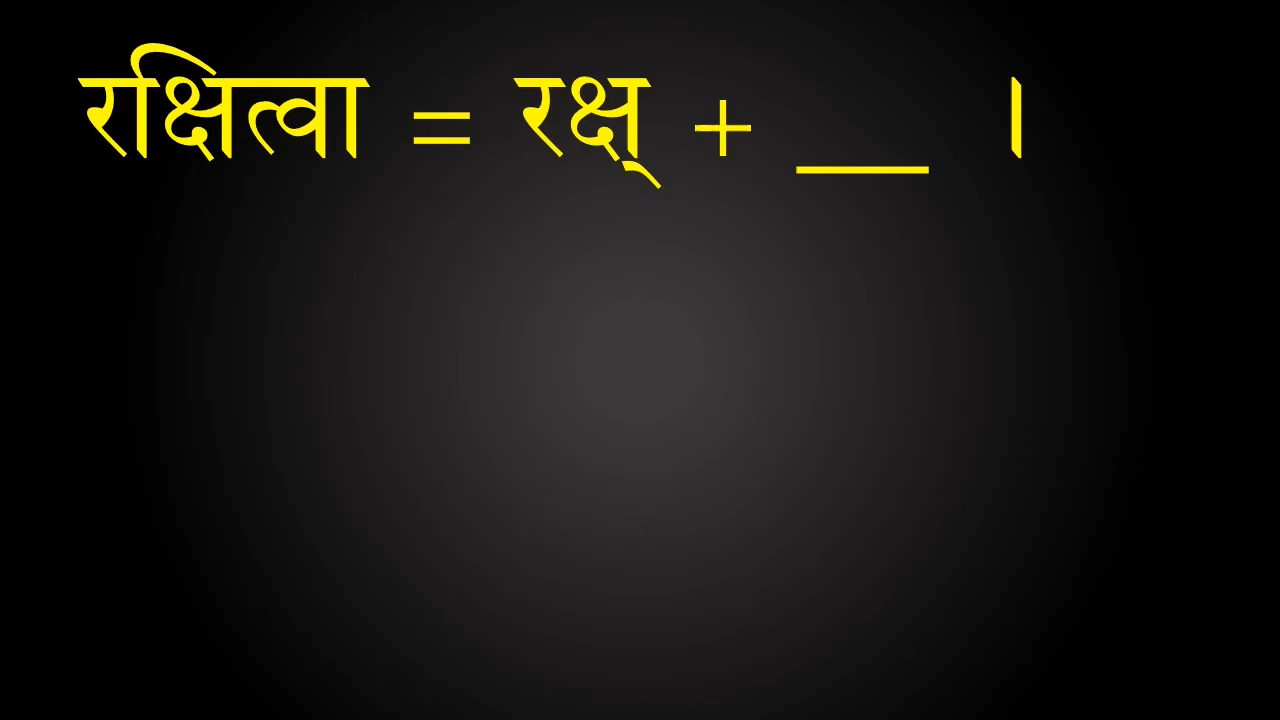 रक्षित्वा = रक्ष् + __ ।